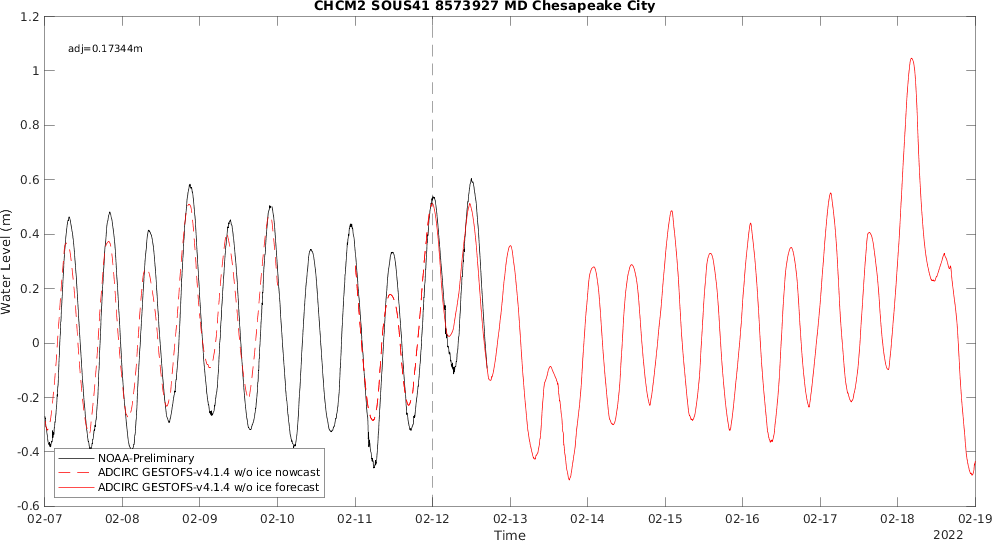 CHCM2 SOUS41 8573927 MD Chesapeake City
adj=0.17344m
Water Level (m)
1.2
1
0.8
0.6
0.4
0.2
0
-0.2
-0.4
-0.6
NOAA-Preliminary
ADCIRC GESTOFS-v4.1.4 w/o ice nowcast
ADCIRC GESTOFS-v4.1.4 w/o ice forecast
02-07 02-08 02-09 02-10 02-11 02-12 02-13 02-14 02-15 02-16 02-17 02-18 02-19
Time
2022